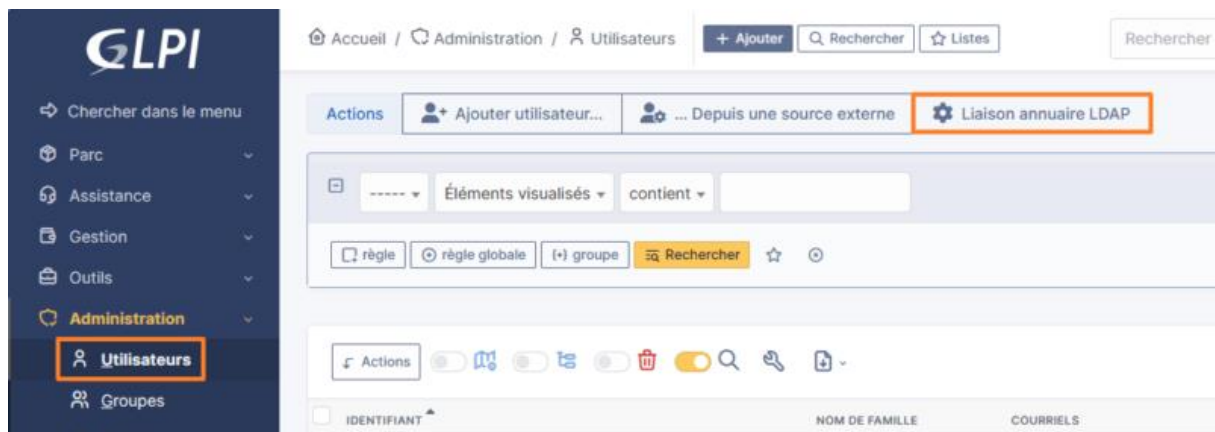 GLPI
Accueil / Administration / Utilisateurs
+ Ajouter
Rechercher
Listes
Rechercher
Chercher dans le menu
Parc
Assistance
Gestion
Outils
Administration
Utilisateurs
Groupes
Actions
Ajouter utilisateur...
... Depuis une source externe
Liaison annuaire LDAP
-----
Éléments visualisés
contient
règle
règle globale
(+) groupe
Rechercher
Actions
IDENTIFIANT
NOM DE FAMILLE
COURRIELS